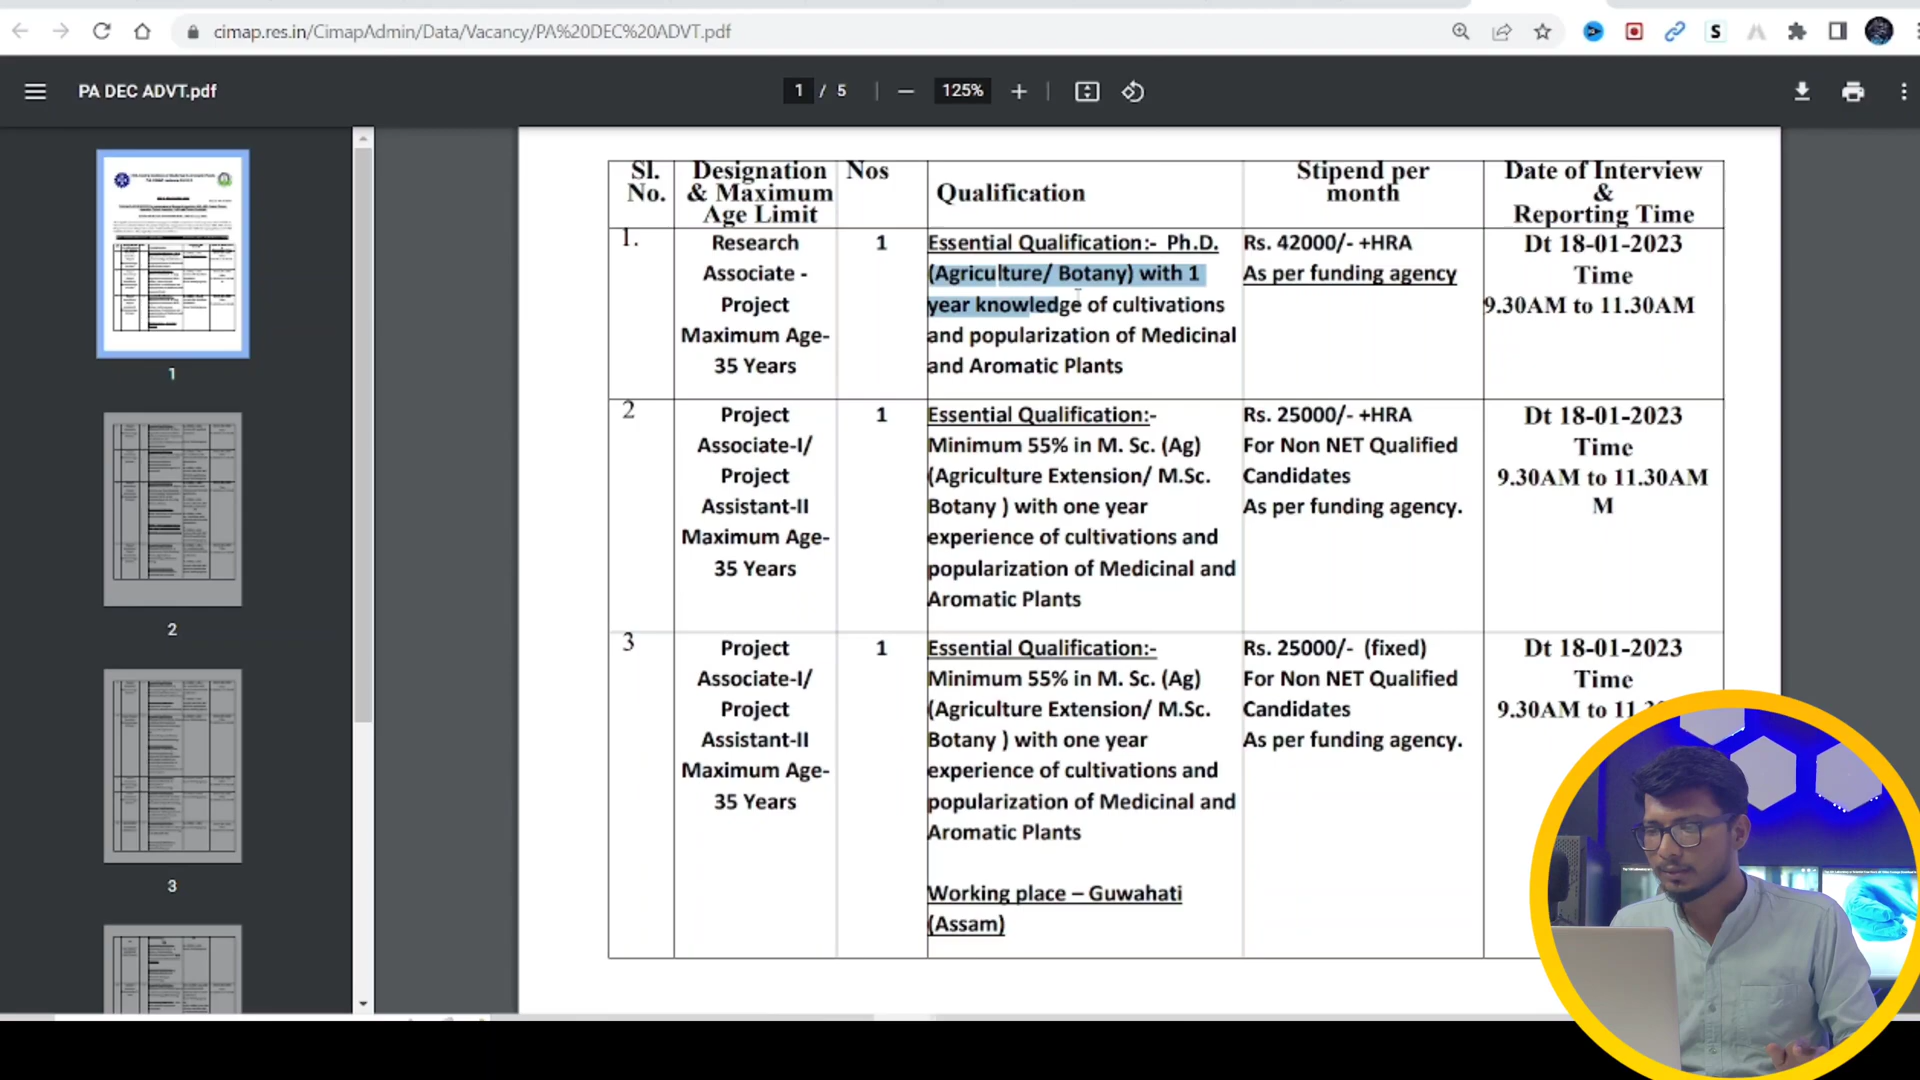 cimap.res.in/CimapAdmin/Data/Vacancy/PA%20DEC%20ADVT.pdf
S
PA DEC ADVT.pdf
1 / 5
125%
Sl. No.
Designation & Maximum Age Limit
Nos
Qualification
Stipend per month
Date of Interview & Reporting Time
1.
Research
Associate -
Project
Maximum Age-
35 Years
1
Essential Qualification:- Ph.D.
(Agriculture/ Botany) with 1
year knowledge of cultivations
and popularization of Medicinal
and Aromatic Plants
Rs. 42000/- +HRA
As per funding agency
Dt 18-01-2023
Time
9.30AM to 11.30AM
2
Project
Associate-I/
Project
Assistant-II
Maximum Age-
35 Years
1
Essential Qualification:-
Minimum 55% in M. Sc. (Ag)
(Agriculture Extension/ M.Sc.
Botany ) with one year
experience of cultivations and
popularization of Medicinal and
Aromatic Plants
Rs. 25000/- +HRA
For Non NET Qualified
Candidates
As per funding agency.
Dt 18-01-2023
Time
9.30AM to 11.30AM
M
3
Project
Associate-I/
Project
Assistant-II
Maximum Age-
35 Years
1
Essential Qualification:-
Minimum 55% in M. Sc. (Ag)
(Agriculture Extension/ M.Sc.
Botany ) with one year
experience of cultivations and
popularization of Medicinal and
Aromatic Plants
Working place – Guwahati
(Assam)
Rs. 25000/- (fixed)
For Non NET Qualified
Candidates
As per funding agency.
Dt 18-01-2023
Time
9.30AM to
1
2
3